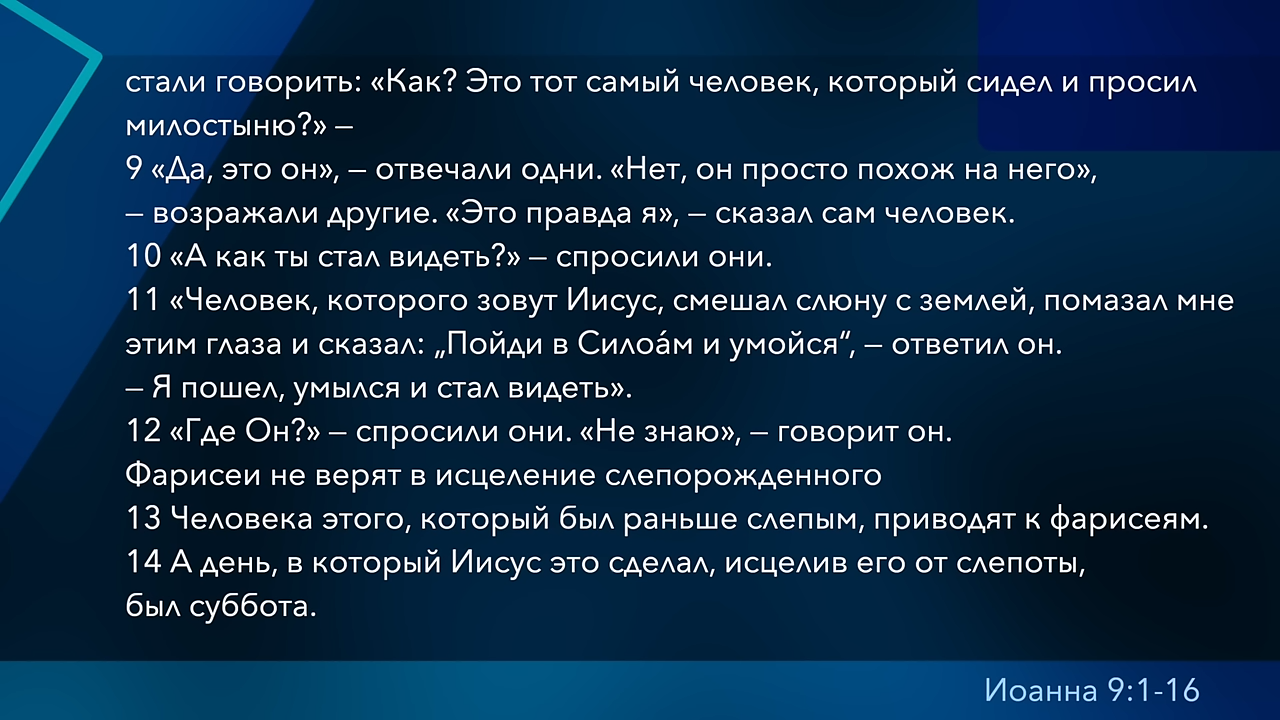 стали говорить: «Как? Это тот самый человек, который сидел и просил
милостыню?» —
9 «Да, это он», — отвечали одни. «Нет, он просто похож на него»,
— возражали другие. «Это правда я», — сказал сам человек.
10 «А как ты стал видеть?» — спросили они.
11 «Человек, которого зовут Иисус, смешал слюну с землей, помазал мне
этим глаза и сказал: „Пойди в Силоа́м и умойся“, — ответил он.
— Я пошел, умылся и стал видеть».
12 «Где Он?» — спросили они. «Не знаю», — говорит он.
Фарисеи не верят в исцеление слепорожденного
13 Человека этого, который был раньше слепым, приводят к фарисеям.
14 А день, в который Иисус это сделал, исцелив его от слепоты,
был суббота.
Иоанна 9:1-16